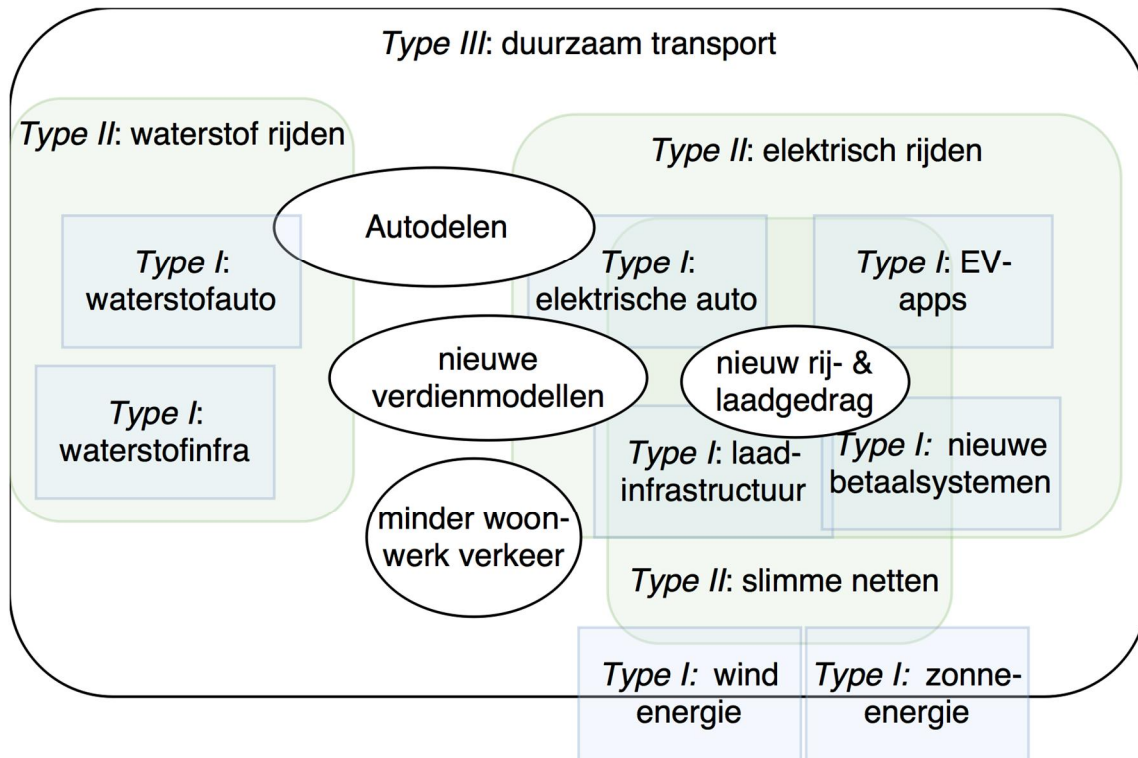 Type III: duurzaam transport
Type II: waterstof rijden
Type II: elektrisch rijden
Autodelen
Type I:
waterstofauto
Type I:
elektrische auto
Type I: EV-
apps
nieuwe
verdienmodellen
nieuw rij- &
laadgedrag
Type I:
waterstofinfra
Type I: laad-
infrastructuur
Type I: nieuwe
betaalsystemen
minder woon-
werk verkeer
Type II: slimme netten
Type I: wind
energie
Type I: zonne-
energie